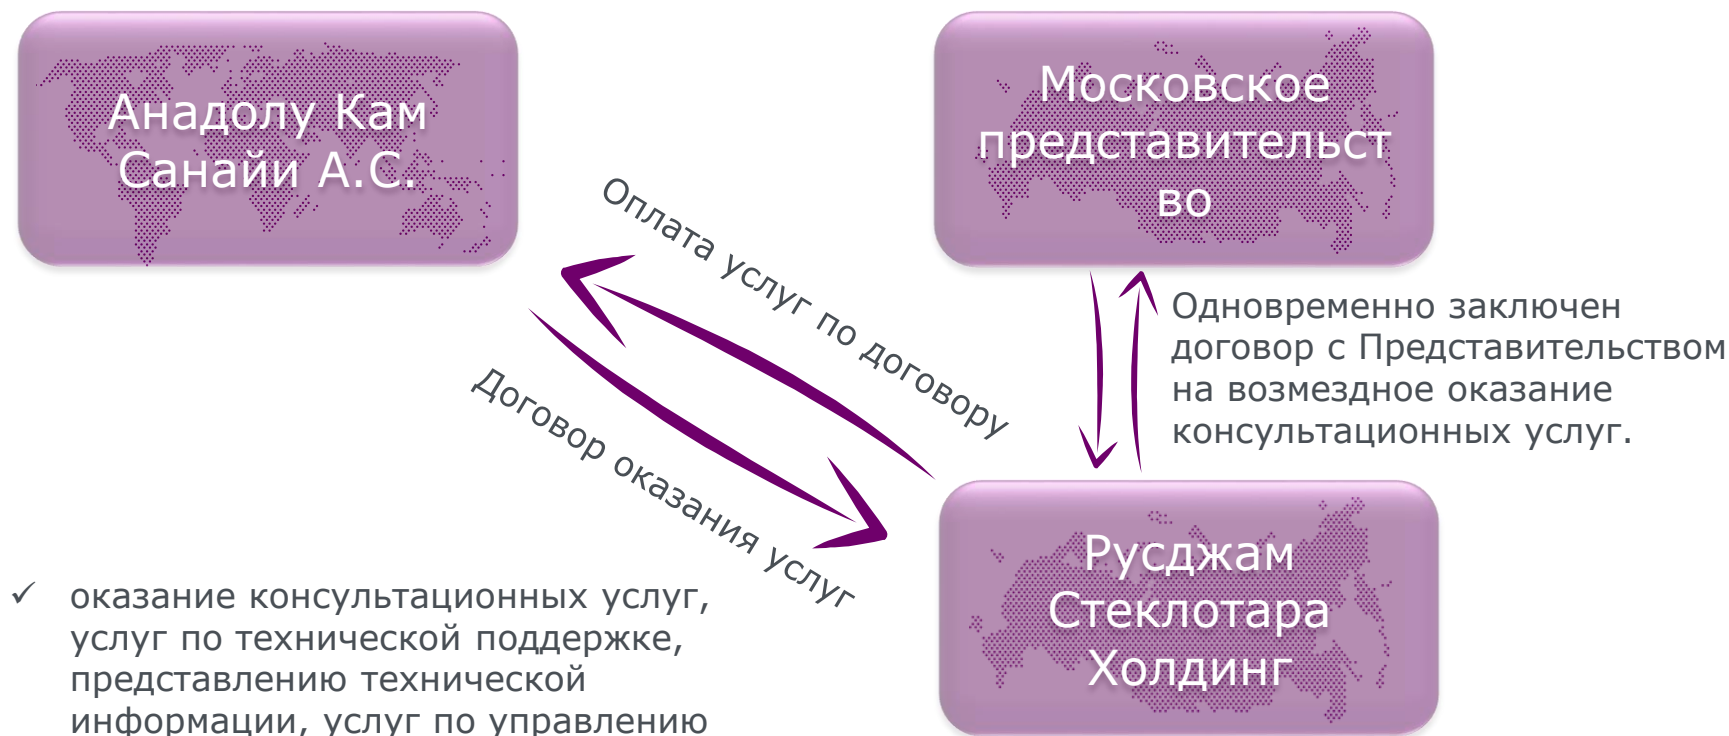 Анадолу Кам
Санайи А.С.
Московское
представительст
во
Оплата услуг по договору
Договор оказания услуг
Одновременно заключен
договор с Представительством
на возмездное оказание
консультационных услуг.
Русджам
Стеклотара
Холдинг
✓ оказание консультационных услуг,
услуг по технической поддержке,
представлению технической
информации, услуг по управлению